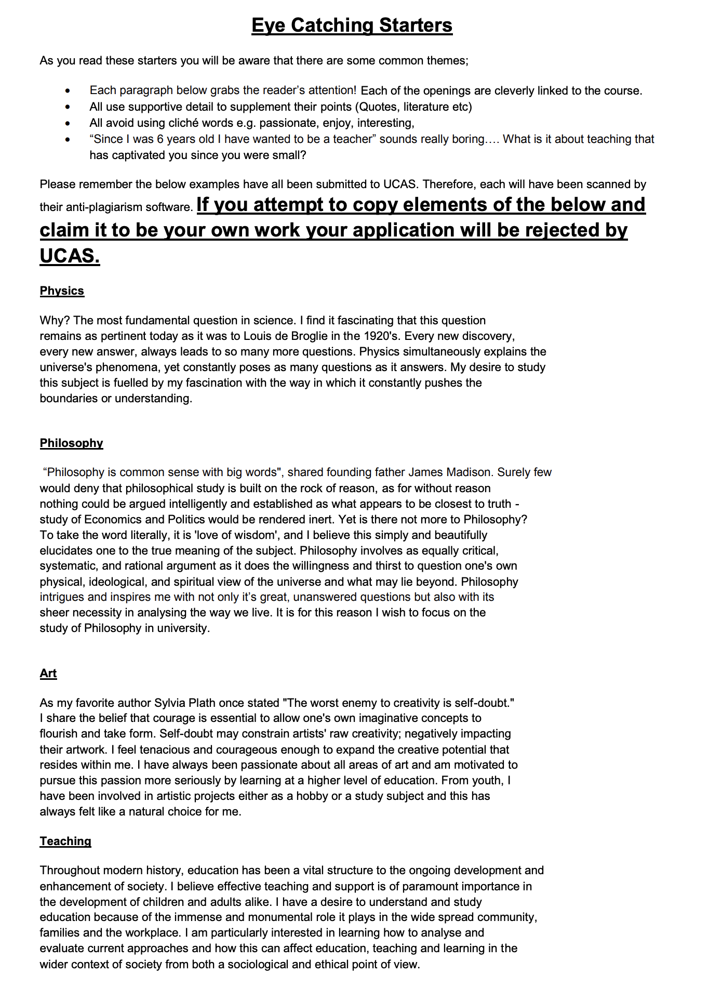 Eye Catching Starters
As you read these starters you will be aware that there are some common themes;
• Each paragraph below grabs the reader’s attention! Each of the openings are cleverly linked to the course.
• All use supportive detail to supplement their points (Quotes, literature etc)
• All avoid using cliché words e.g. passionate, enjoy, interesting,
• “Since I was 6 years old I have wanted to be a teacher” sounds really boring…. What is it about teaching that
has captivated you since you were small?
Please remember the below examples have all been submitted to UCAS. Therefore, each will have been scanned by
their anti-plagiarism software. If you attempt to copy elements of the below and
claim it to be your own work your application will be rejected by
UCAS.
Physics
Why? The most fundamental question in science. I find it fascinating that this question
remains as pertinent today as it was to Louis de Broglie in the 1920's. Every new discovery,
every new answer, always leads to so many more questions. Physics simultaneously explains the
universe's phenomena, yet constantly poses as many questions as it answers. My desire to study
this subject is fuelled by my fascination with the way in which it constantly pushes the
boundaries or understanding.
Philosophy
“Philosophy is common sense with big words", shared founding father James Madison. Surely few
would deny that philosophical study is built on the rock of reason, as for without reason
nothing could be argued intelligently and established as what appears to be closest to truth -
study of Economics and Politics would be rendered inert. Yet is there not more to Philosophy?
To take the word literally, it is 'love of wisdom', and I believe this simply and beautifully
elucidates one to the true meaning of the subject. Philosophy involves as equally critical,
systematic, and rational argument as it does the willingness and thirst to question one's own
physical, ideological, and spiritual view of the universe and what may lie beyond. Philosophy
intrigues and inspires me with not only it’s great, unanswered questions but also with its
sheer necessity in analysing the way we live. It is for this reason I wish to focus on the
study of Philosophy in university.
Art
As my favorite author Sylvia Plath once stated "The worst enemy to creativity is self-doubt."
I share the belief that courage is essential to allow one's own imaginative concepts to
flourish and take form. Self-doubt may constrain artists' raw creativity; negatively impacting
their artwork. I feel tenacious and courageous enough to expand the creative potential that
resides within me. I have always been passionate about all areas of art and am motivated to
pursue this passion more seriously by learning at a higher level of education. From youth, I
have been involved in artistic projects either as a hobby or a study subject and this has
always felt like a natural choice for me.
Teaching
Throughout modern history, education has been a vital structure to the ongoing development and
enhancement of society. I believe effective teaching and support is of paramount importance in
the development of children and adults alike. I have a desire to understand and study
education because of the immense and monumental role it plays in the wide spread community,
families and the workplace. I am particularly interested in learning how to analyse and
evaluate current approaches and how this can affect education, teaching and learning in the
wider context of society from both a sociological and ethical point of view.